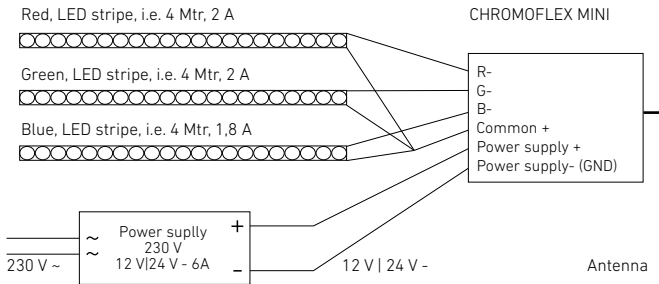 Red, LED stripe, i.e. 4 Mtr, 2 A
CHROMOFLEX MINI
Green, LED stripe, i.e. 4 Mtr, 2 A
Blue, LED stripe, i.e. 4 Mtr, 1,8 A
R-
G-
B-
Common +
Power supply +
Power supply- (GND)
Power suplly
230 V
12 V|24 V - 6A
+
-
~
~
230 V ~
12 V | 24 V -
Antenna